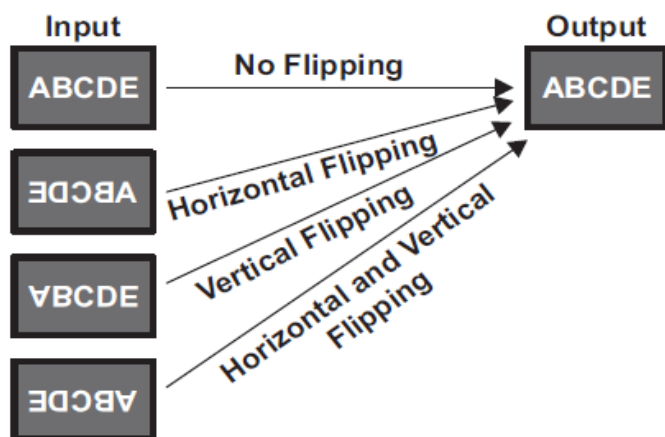 Input
Output
ABCDE
No Flipping
ABCDE
ABCDE
Horizontal Flipping
ABCDE
Vertical Flipping
ABCDE
Horizontal and Vertical
Flipping